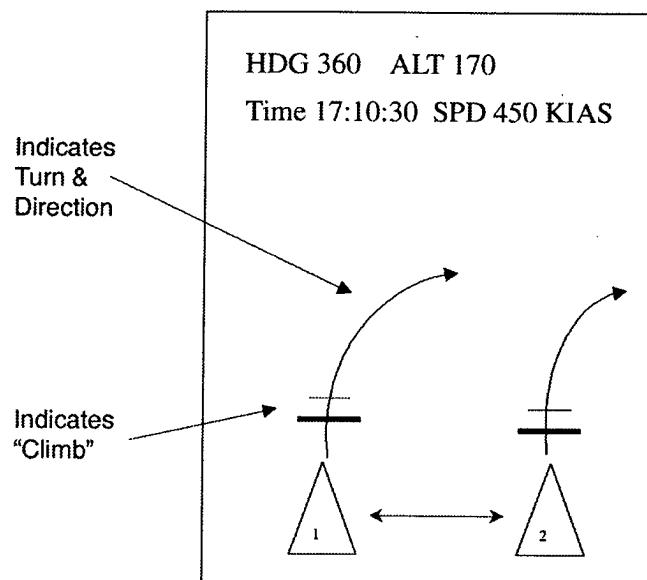 HDG 360 ALT 170
Time 17:10:30 SPD 450 KIAS
Indicates
Turn &
Direction
Indicates
“Climb”
1
2